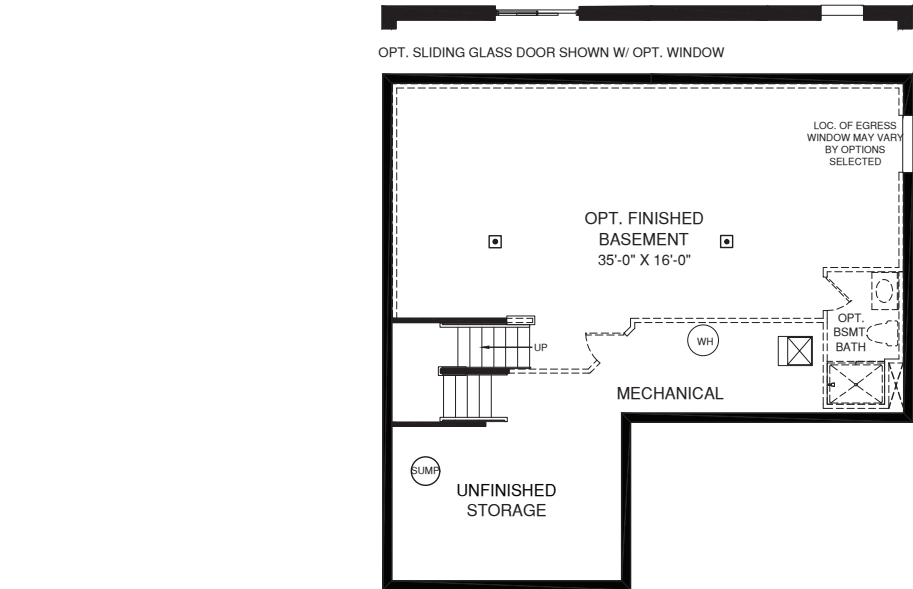 OPT. SLIDING GLASS DOOR SHOWN W/ OPT. WINDOW
LOC. OF EGRESS
WINDOW MAY VARY
BY OPTIONS
SELECTED
OPT. FINISHED
BASEMENT
35'-0" X 16'-0"
OPT.
BSMT.
BATH
WH
UP
MECHANICAL
SUMP
UNFINISHED
STORAGE